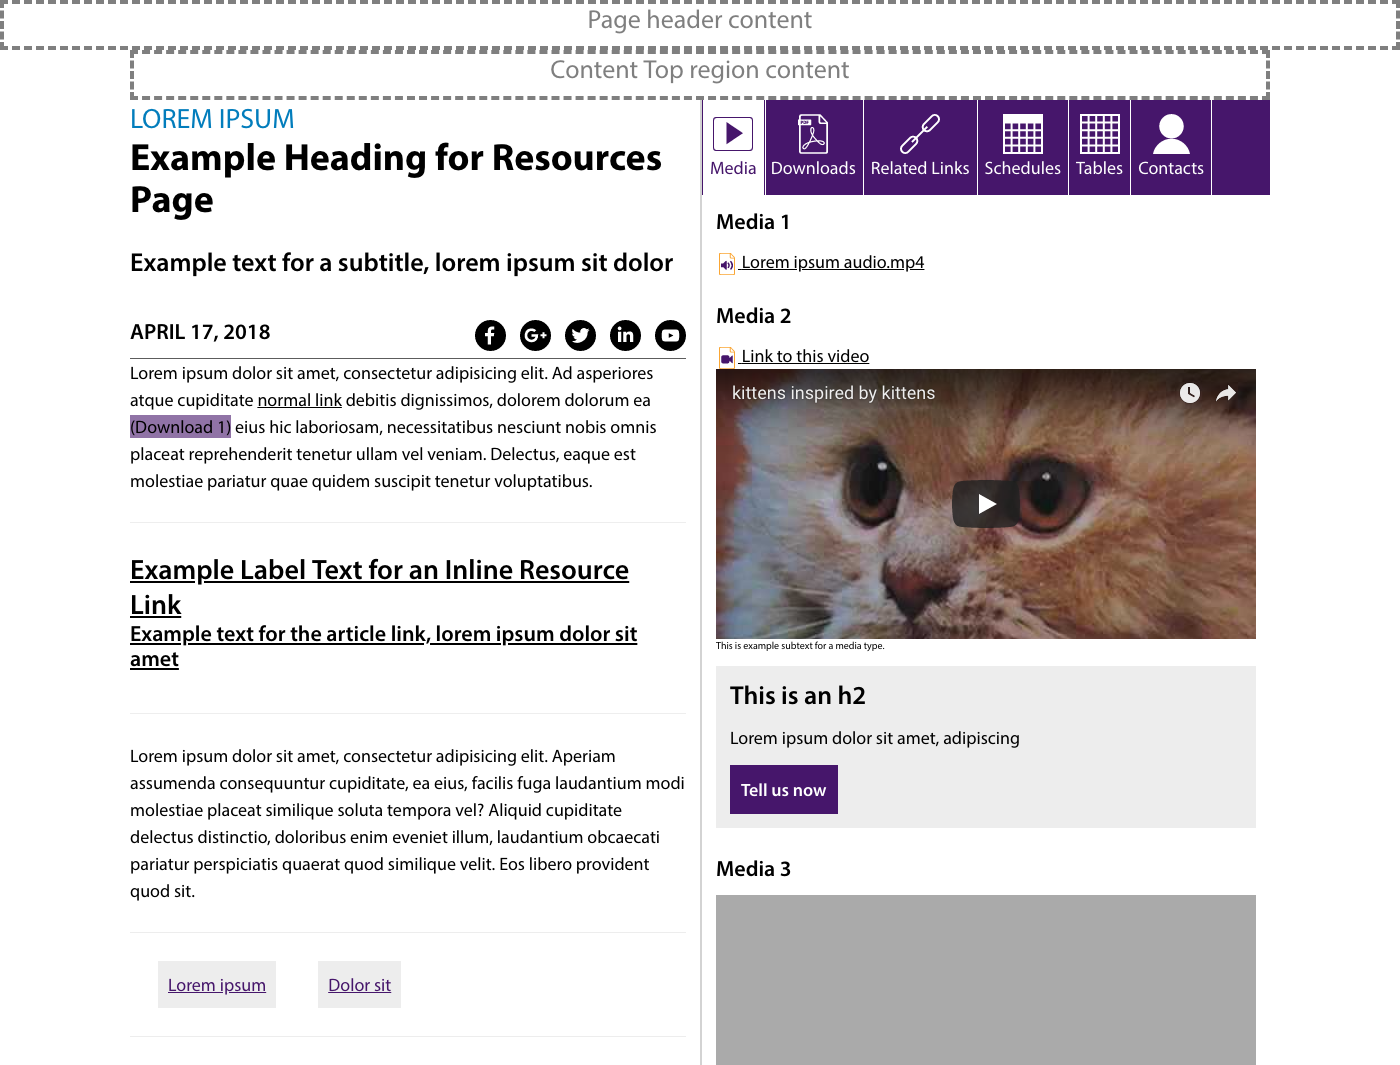 Page header content
Content Top region content
LOREM IPSUM
Example Heading for Resources
Page
Example text for a subtitle, lorem ipsum sit dolor
APRIL 17, 2018
Lorem ipsum dolor sit amet, consectetur adipisicing elit. Ad asperiores
atque cupiditate normal link debitis dignissimos, dolorem dolorum ea
(Download 1) eius hic laboriosam, necessitatibus nesciunt nobis omnis
placeat reprehenderit tenetur ullam vel veniam. Delectus, eaque est
molestiae pariatur quae quidem suscipit tenetur voluptatibus.
Example Label Text for an Inline Resource
Link
Example text for the article link, lorem ipsum dolor sit
amet
Lorem ipsum dolor sit amet, consectetur adipisicing elit. Aperiam
assumenda consequuntur cupiditate, ea eius, facilis fuga laudantium modi
molestiae placeat similique soluta tempora vel? Aliquid cupiditate
delectus distinctio, doloribus enim eveniet illum, laudantium obcaecati
pariatur perspiciatis quaerat quod similique velit. Eos libero provident
quod sit.
Lorem ipsum Dolor sit
PDF
Media Downloads Related Links Schedules Tables Contacts
Media 1
Lorem ipsum audio.mp4
Media 2
Link to this video
kittens inspired by kittens
This is example subtext for a media type.
This is an h2
Lorem ipsum dolor sit amet, adipiscing
Tell us now
Media 3